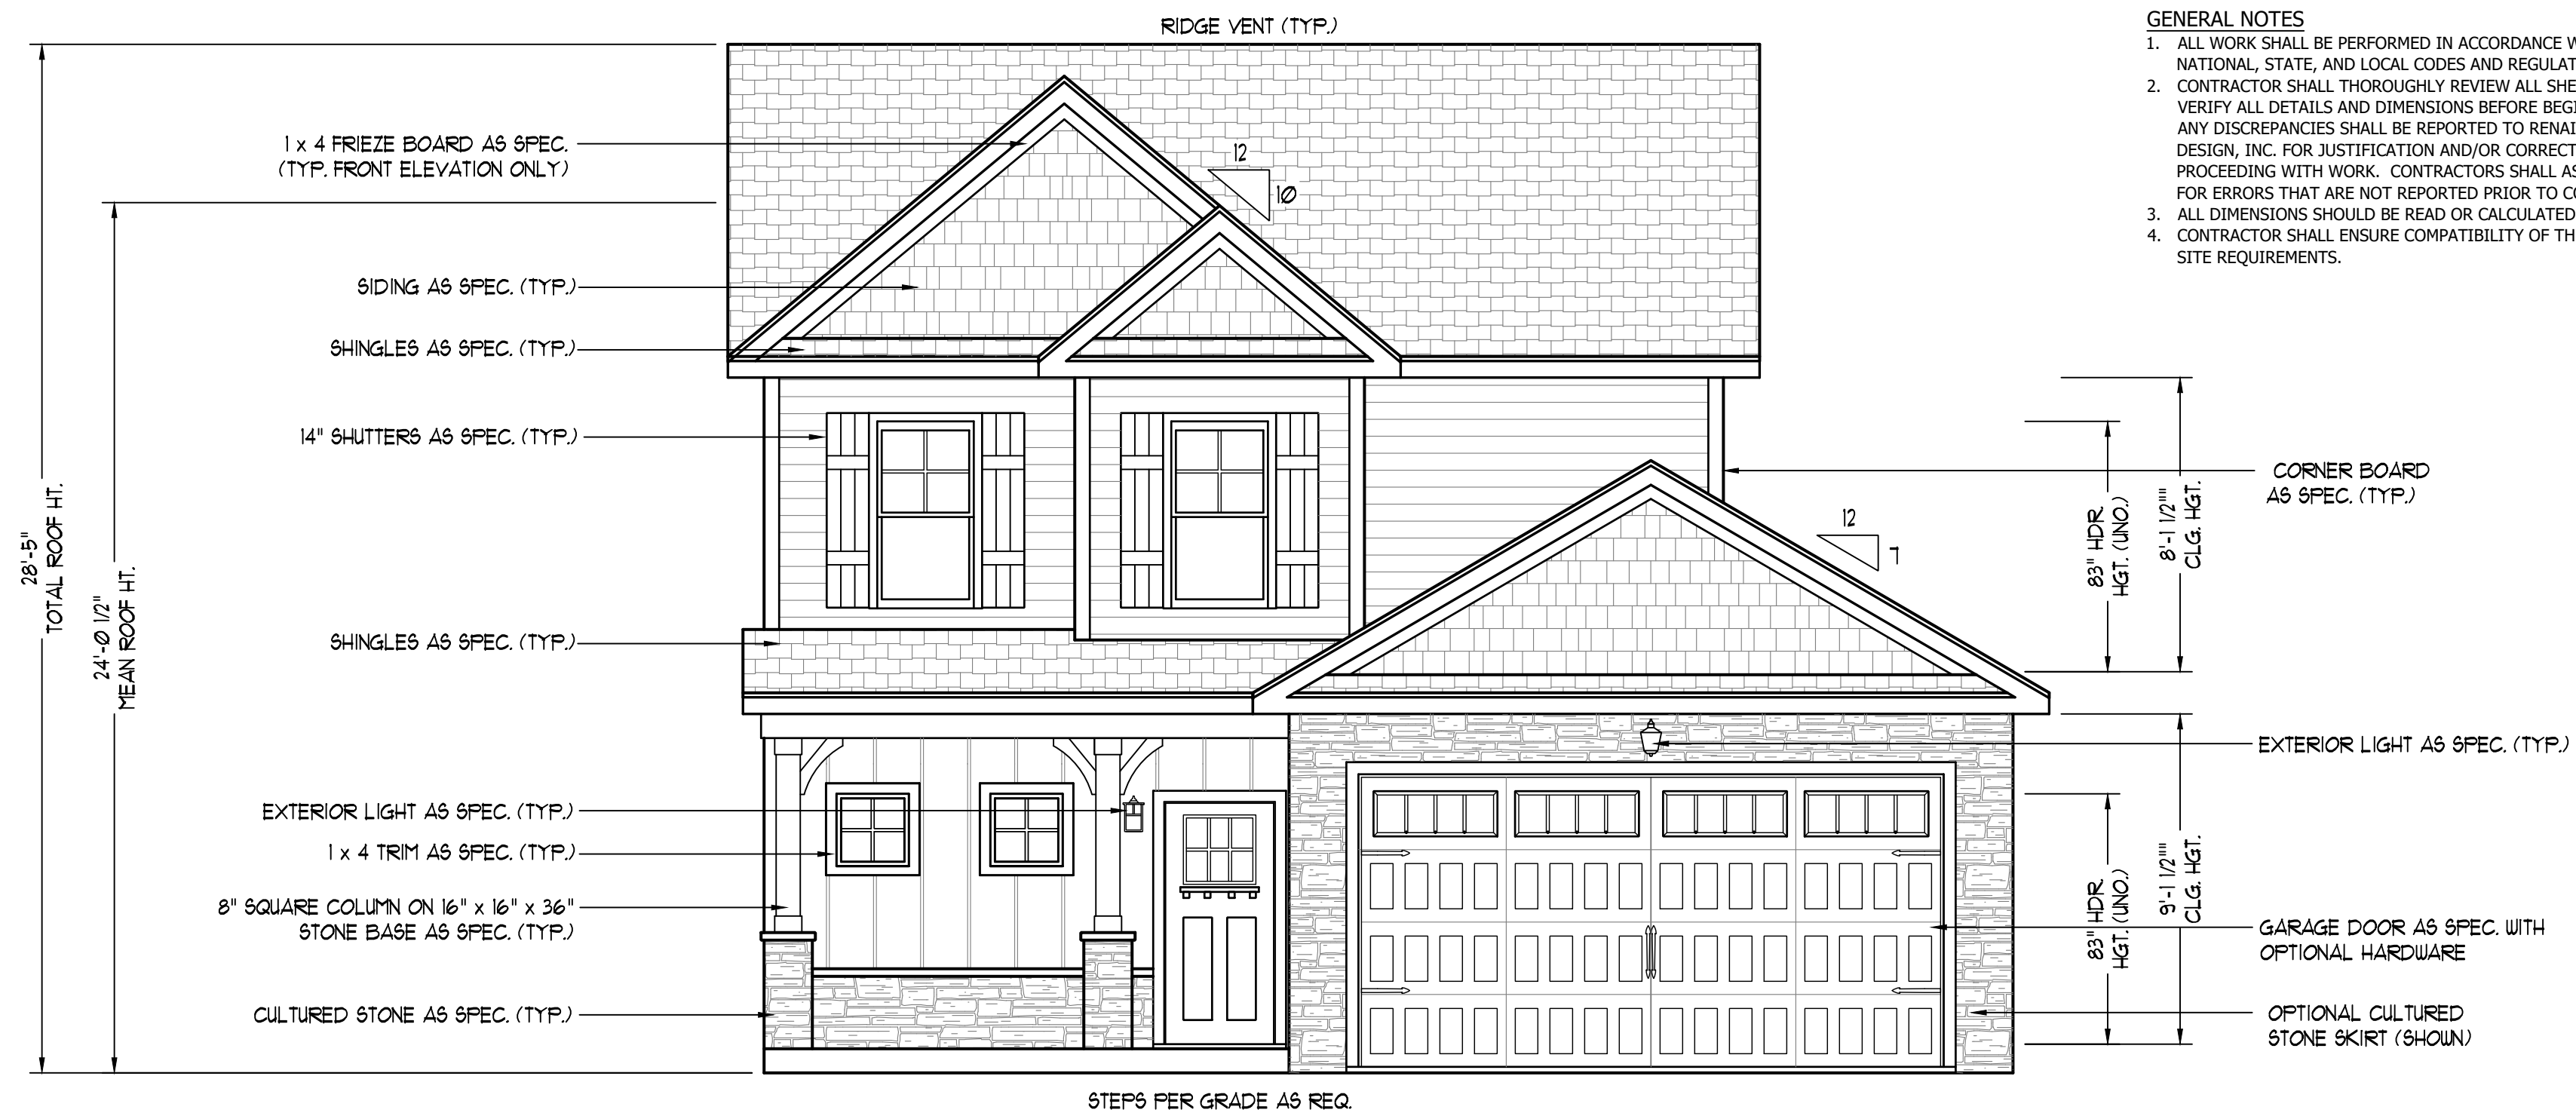 RIDGE VENT (TYP.)
GENERAL NOTES
1. ALL WORK SHALL BE PERFORMED IN ACCORDANCE W
NATIONAL, STATE, AND LOCAL CODES AND REGULAT
2. CONTRACTOR SHALL THOROUGHLY REVIEW ALL SHE
VERIFY ALL DETAILS AND DIMENSIONS BEFORE BEGI
ANY DISCREPANCIES SHALL BE REPORTED TO RENAI
DESIGN, INC. FOR JUSTIFICATION AND/OR CORRECT
PROCEEDING WITH WORK. CONTRACTORS SHALL AS
FOR ERRORS THAT ARE NOT REPORTED PRIOR TO CO
3. ALL DIMENSIONS SHOULD BE READ OR CALCULATED
4. CONTRACTOR SHALL ENSURE COMPATIBILITY OF TH
SITE REQUIREMENTS.
1 x 4 FRIEZE BOARD AS SPEC.
(TYP. FRONT ELEVATION ONLY)
12
10
SIDING AS SPEC. (TYP.)
SHINGLES AS SPEC. (TYP.)
14" SHUTTERS AS SPEC. (TYP.)
28'-5"
TOTAL ROOF HT.
24'-0 1/2"
MEAN ROOF HT.
SHINGLES AS SPEC. (TYP.)
12
7
83" HDR.
HGT. (UNO.)
8'-1 1/2""
CLG. HGT.
CORNER BOARD
AS SPEC. (TYP.)
EXTERIOR LIGHT AS SPEC. (TYP.)
EXTERIOR LIGHT AS SPEC. (TYP.)
1 x 4 TRIM AS SPEC. (TYP.)
8" SQUARE COLUMN ON 16" x 16" x 36"
STONE BASE AS SPEC. (TYP.)
CULTURED STONE AS SPEC. (TYP.)
83" HDR.
HGT. (UNO.)
9'-1 1/2""
CLG. HGT.
GARAGE DOOR AS SPEC. WITH
OPTIONAL HARDWARE
OPTIONAL CULTURED
STONE SKIRT (SHOWN)
STEPS PER GRADE AS REQ.